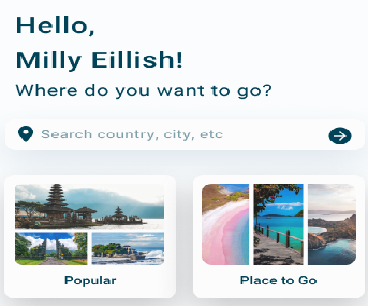 Hello,
Milly Eillish!
Where do you want to go?
Search country, city, etc
Popular
Place to Go